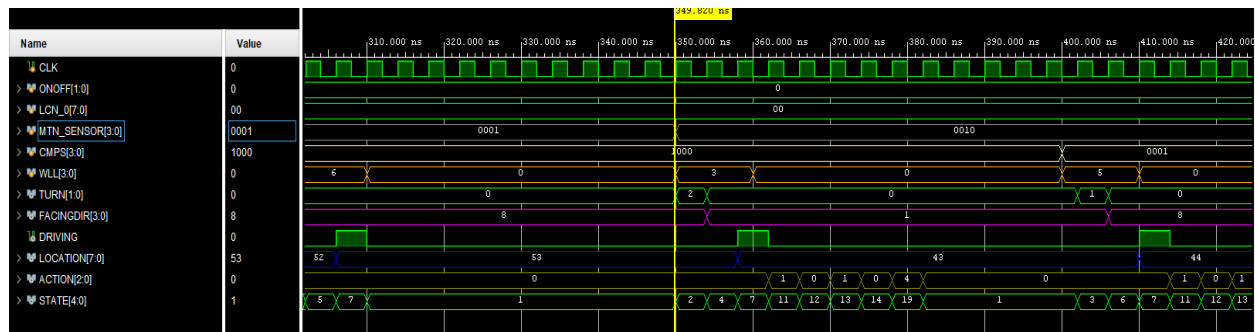 349.820 ns
Name Value 310.000 ns 320.000 ns 330.000 ns 340.000 ns 350.000 ns 360.000 ns 370.000 ns 380.000 ns 390.000 ns 400.000 ns 410.000 ns 420.000
CLK 0
ONOFF[1:0] 0 0
LCN_0[7:0] 00 00
MTN_SENSOR[3:0] 0001 0001 0010
CMPS[3:0] 1000 1000 0001
WLL[3:0] 0 6 0 3 0 5 0
TURN[1:0] 0 0 2 0 1 0
FACINGDIR[3:0] 8 8 1 8
DRIVING 0
LOCATION[7:0] 53 52 53 43 44
ACTION[2:0] 0 0 1 0 1 0 4 0 1 0 1
STATE[4:0] 1 5 7 1 2 4 7 11 12 13 14 19 1 3 6 7 11 12 13